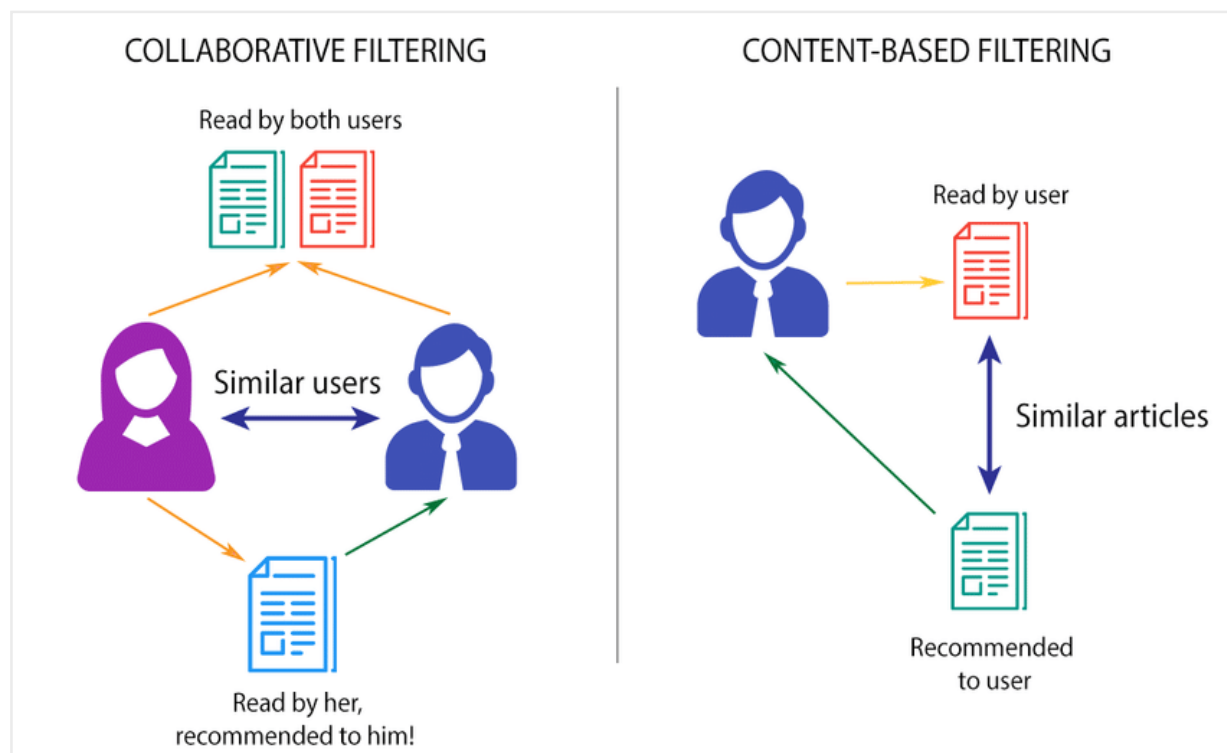 COLLABORATIVE FILTERING
Read by both users
Similar users
Read by her,
recommended to him!
CONTENT-BASED FILTERING
Read by user
Similar articles
Recommended
to user